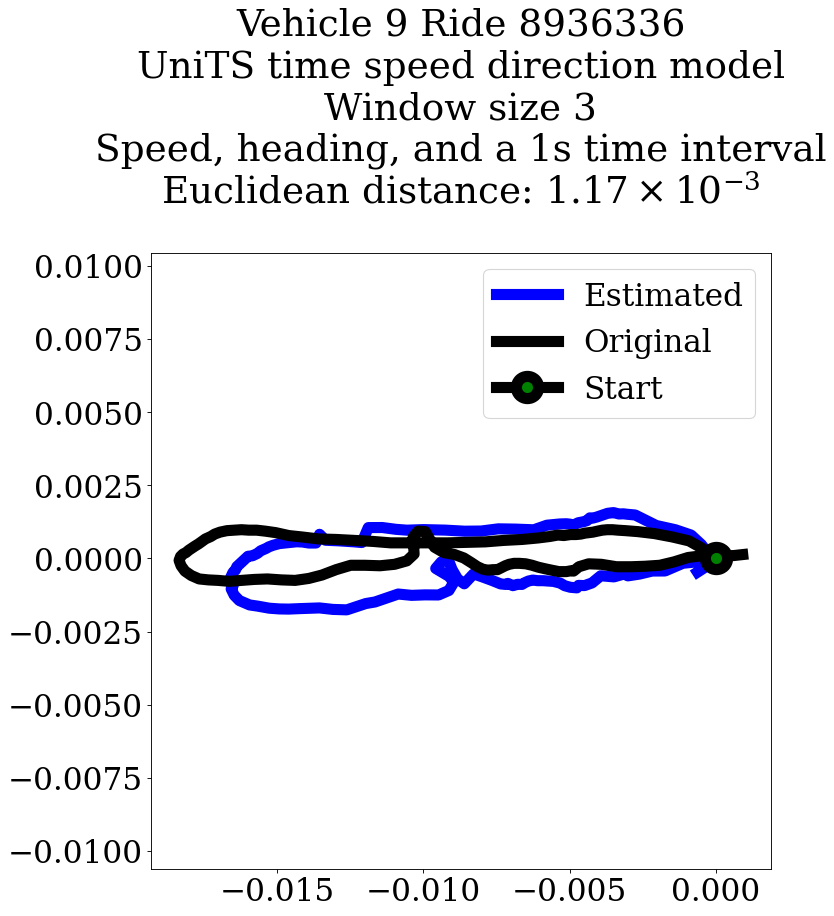 Vehicle 9 Ride 8936336
UniTS time speed direction model
Window size 3
Speed, heading, and a 1s time interval
Euclidean distance: 1.17 × 10⁻³
0.0100
0.0075
0.0050
0.0025
0.0000
−0.0025
−0.0050
−0.0075
−0.0100
Estimated
Original
Start
−0.015 −0.010 −0.005 0.000